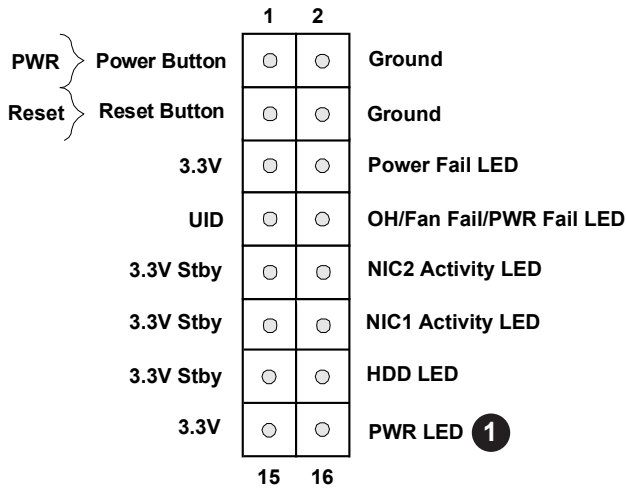 1 2
PWR Power Button Ground
Reset Reset Button Ground
3.3V Power Fail LED
UID OH/Fan Fail/PWR Fail LED
3.3V Stby NIC2 Activity LED
3.3V Stby NIC1 Activity LED
3.3V Stby HDD LED
3.3V PWR LED 1
15 16